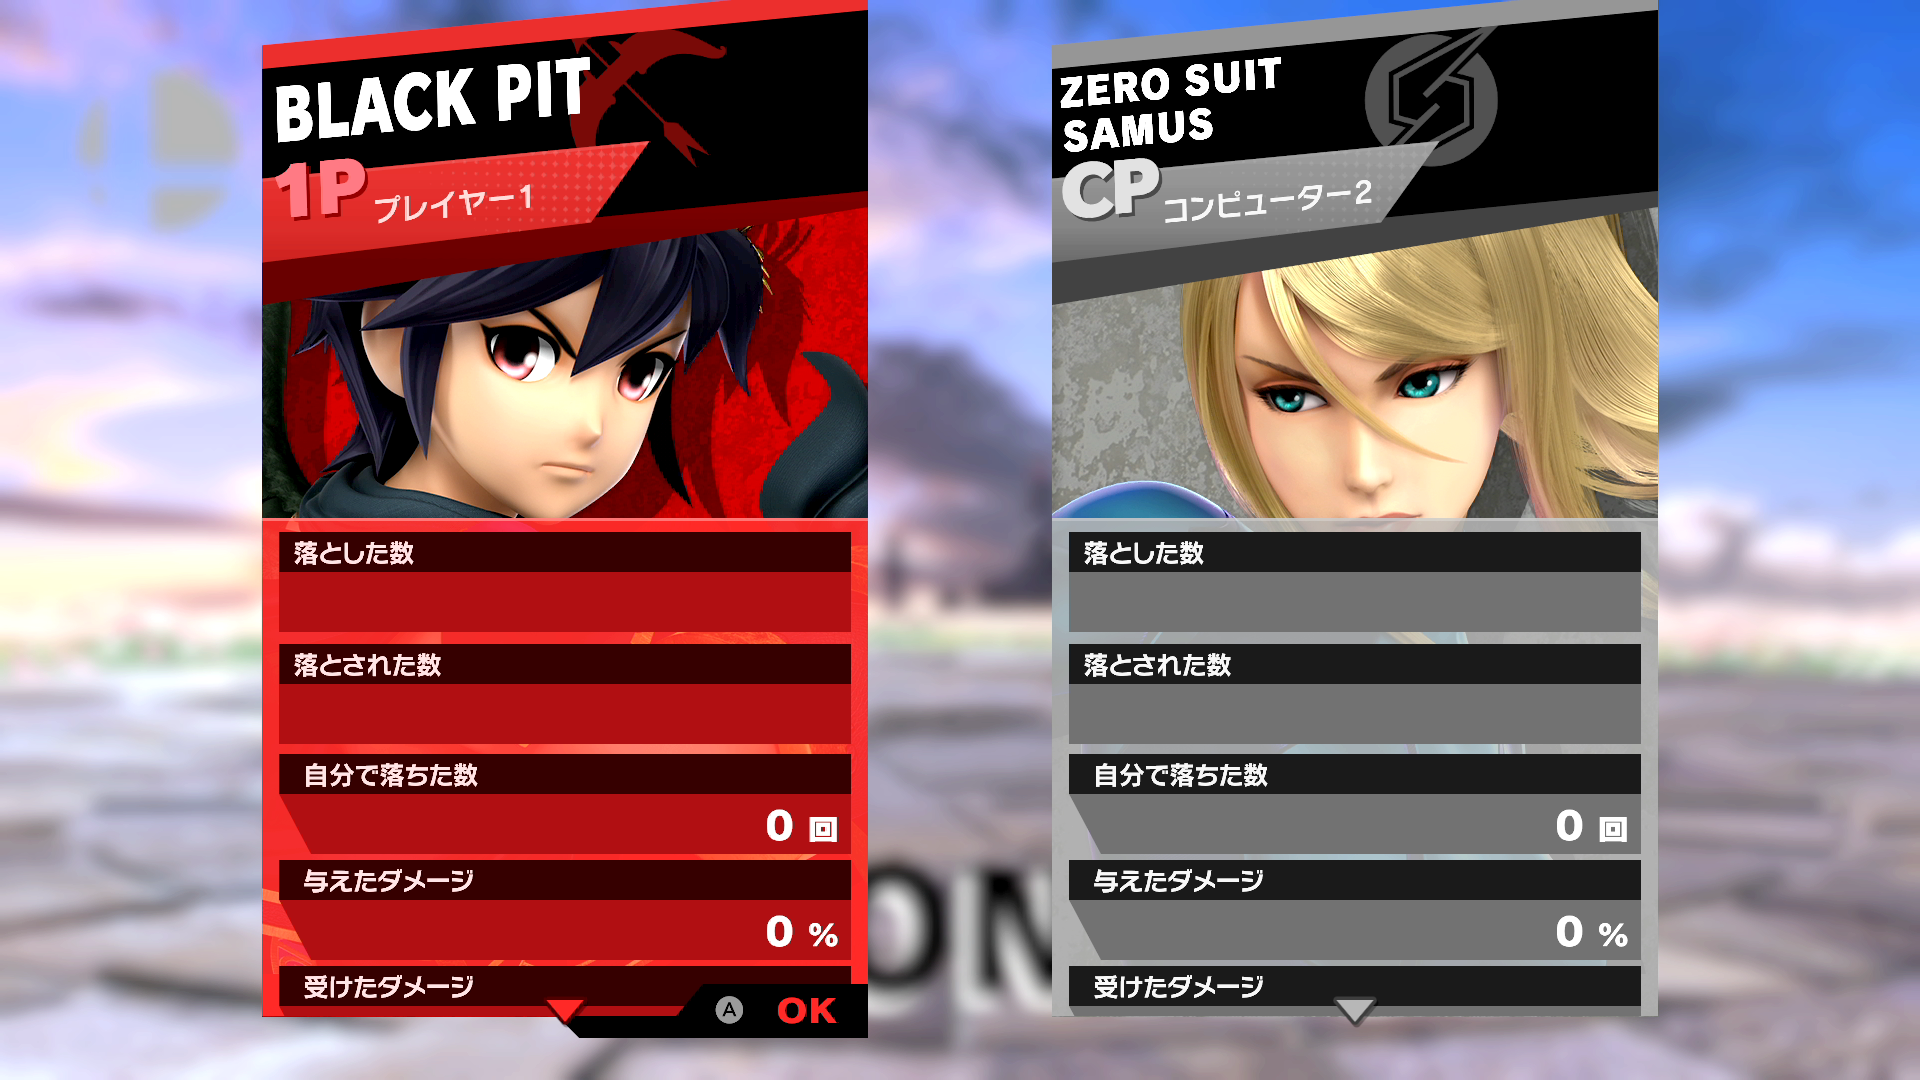 BLACK PIT
1P プレイヤー1
落とした数
落とされた数
自分で落ちた数
0 回
与えたダメージ
0 %
受けたダメージ
A OK
ZERO SUIT
SAMUS
CP コンピューター2
落とした数
落とされた数
自分で落ちた数
0 回
与えたダメージ
0 %
受けたダメージ